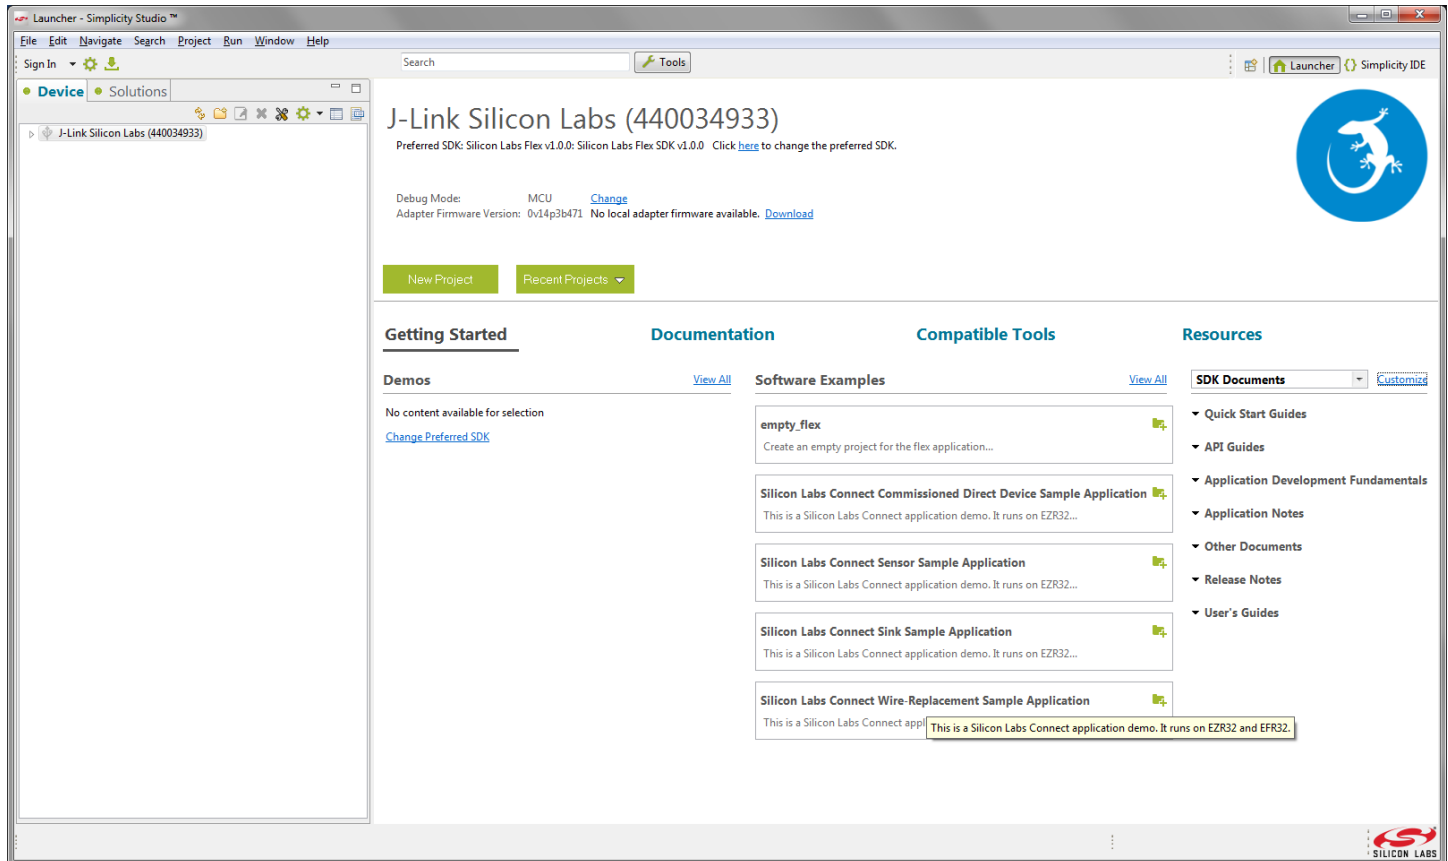 Launcher - Simplicity Studio ™
File Edit Navigate Search Project Run Window Help
Sign In
Search
Tools
Launcher
Simplicity IDE
Device
Solutions
J-Link Silicon Labs (440034933)
J-Link Silicon Labs (440034933)
Preferred SDK: Silicon Labs Flex v1.0.0: Silicon Labs Flex SDK v1.0.0 Click here to change the preferred SDK.
Debug Mode: MCU Change
Adapter Firmware Version: 0v14p3b471 No local adapter firmware available. Download
New Project
Recent Projects
Getting Started
Documentation
Compatible Tools
Resources
Demos
View All
No content available for selection
Change Preferred SDK
Software Examples
View All
empty_flex
Create an empty project for the flex application...
Silicon Labs Connect Commissioned Direct Device Sample Application
This is a Silicon Labs Connect application demo. It runs on EZR32...
Silicon Labs Connect Sensor Sample Application
This is a Silicon Labs Connect application demo. It runs on EZR32...
Silicon Labs Connect Sink Sample Application
This is a Silicon Labs Connect application demo. It runs on EZR32...
Silicon Labs Connect Wire-Replacement Sample Application
This is a Silicon Labs Connect appl
This is a Silicon Labs Connect application demo. It runs on EZR32 and EFR32.
SDK Documents
Customize
Quick Start Guides
API Guides
Application Development Fundamentals
Application Notes
Other Documents
Release Notes
User's Guides
SILICON LABS